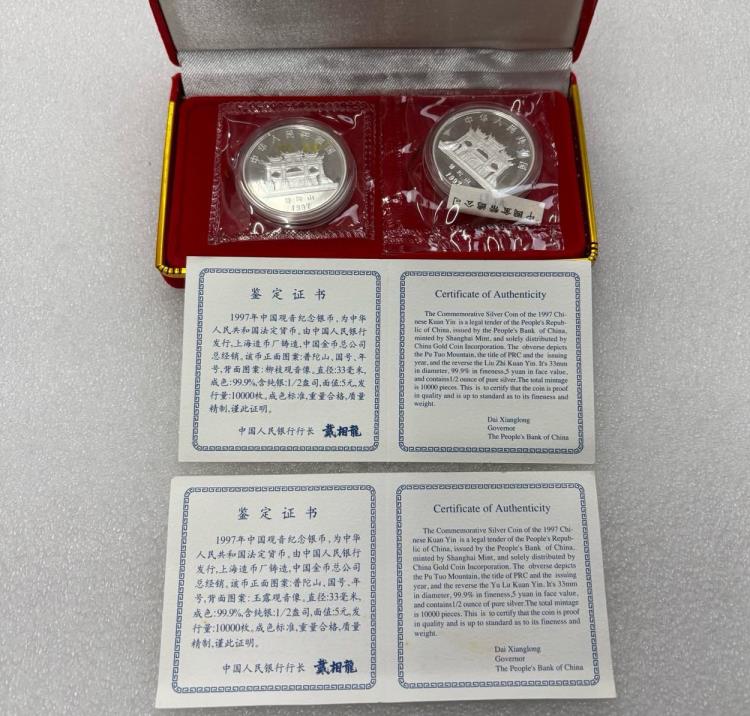 中华人民共和国
1997
中华人民共和国
1997
中國金幣總公司
鉴定证书
1997年中国观音纪念银币,为中华
人民共和国法定货币,由中国人民银行
发行,上海造币厂铸造,中国金币总公司
总经销。该币正面图案:普陀山、国号、年
号,背面图案:柳枝观音像。直径:33毫米,
成色:99.9%,含纯银:1/2盎司,面值:5元,发
行量:10000枚。成色标准,重量合格,质量
精制,谨此证明。
中国人民银行行长 戴相龍
Certificate of Authenticity
The Commemorative Silver Coin of the 1997 Chi-
nese Kuan Yin is a legal tender of the People's Repub-
lic of China, issued by the People's Bank of China,
minted by Shanghai Mint, and solely distributed by
China Gold Coin Incorporation. The obverse depicts
the Pu Tuo Mountain, the title of PRC and the issuing
year, and the reverse the Liu Zhi Kuan Yin. It's 33mm
in diameter, 99.9% in fineness, 5 yuan in face value,
and contains1/2 ounce of pure silver.The total mintage
is 10000 pieces. This is to certify that the coin is proof
in quality and is up to standard as to its fineness and
weight.
Dai Xianglong
Governor
The People's Bank of China
鉴定证书
1997年中国观音纪念银币,为中华
人民共和国法定货币,由中国人民银行
发行,上海造币厂铸造,中国金币总公司
总经销。该币正面图案:普陀山、国号、年
号,背面图案:玉露观音像。直径:33毫米,
成色:99.9%,含纯银:1/2盎司,面值:5元,发
行量:10000枚。成色标准,重量合格,质量
精制,谨此证明。
中国人民银行行长 戴相龍
Certificate of Authenticity
The Commemorative Silver Coin of the 1997 Chi-
nese Kuan Yin is a legal tender of the People's Repub-
lic of China, issued by the People's Bank of China,
minted by Shanghai Mint, and solely distributed by
China Gold Coin Incorporation. The obverse depicts
the Pu Tuo Mountain, the title of PRC and the issuing
year, and the reverse the Yu Lu Kuan Yin. It's 33mm
in diameter, 99.9% in fineness,5 yuan in face value,
and contains1/2 ounce of pure silver.The total mintage
is 10000 pieces. This is to certify that the coin is proof
in quality and is up to standard as to its fineness and
weight.
Dai Xianglong
Governor
The People's Bank of China